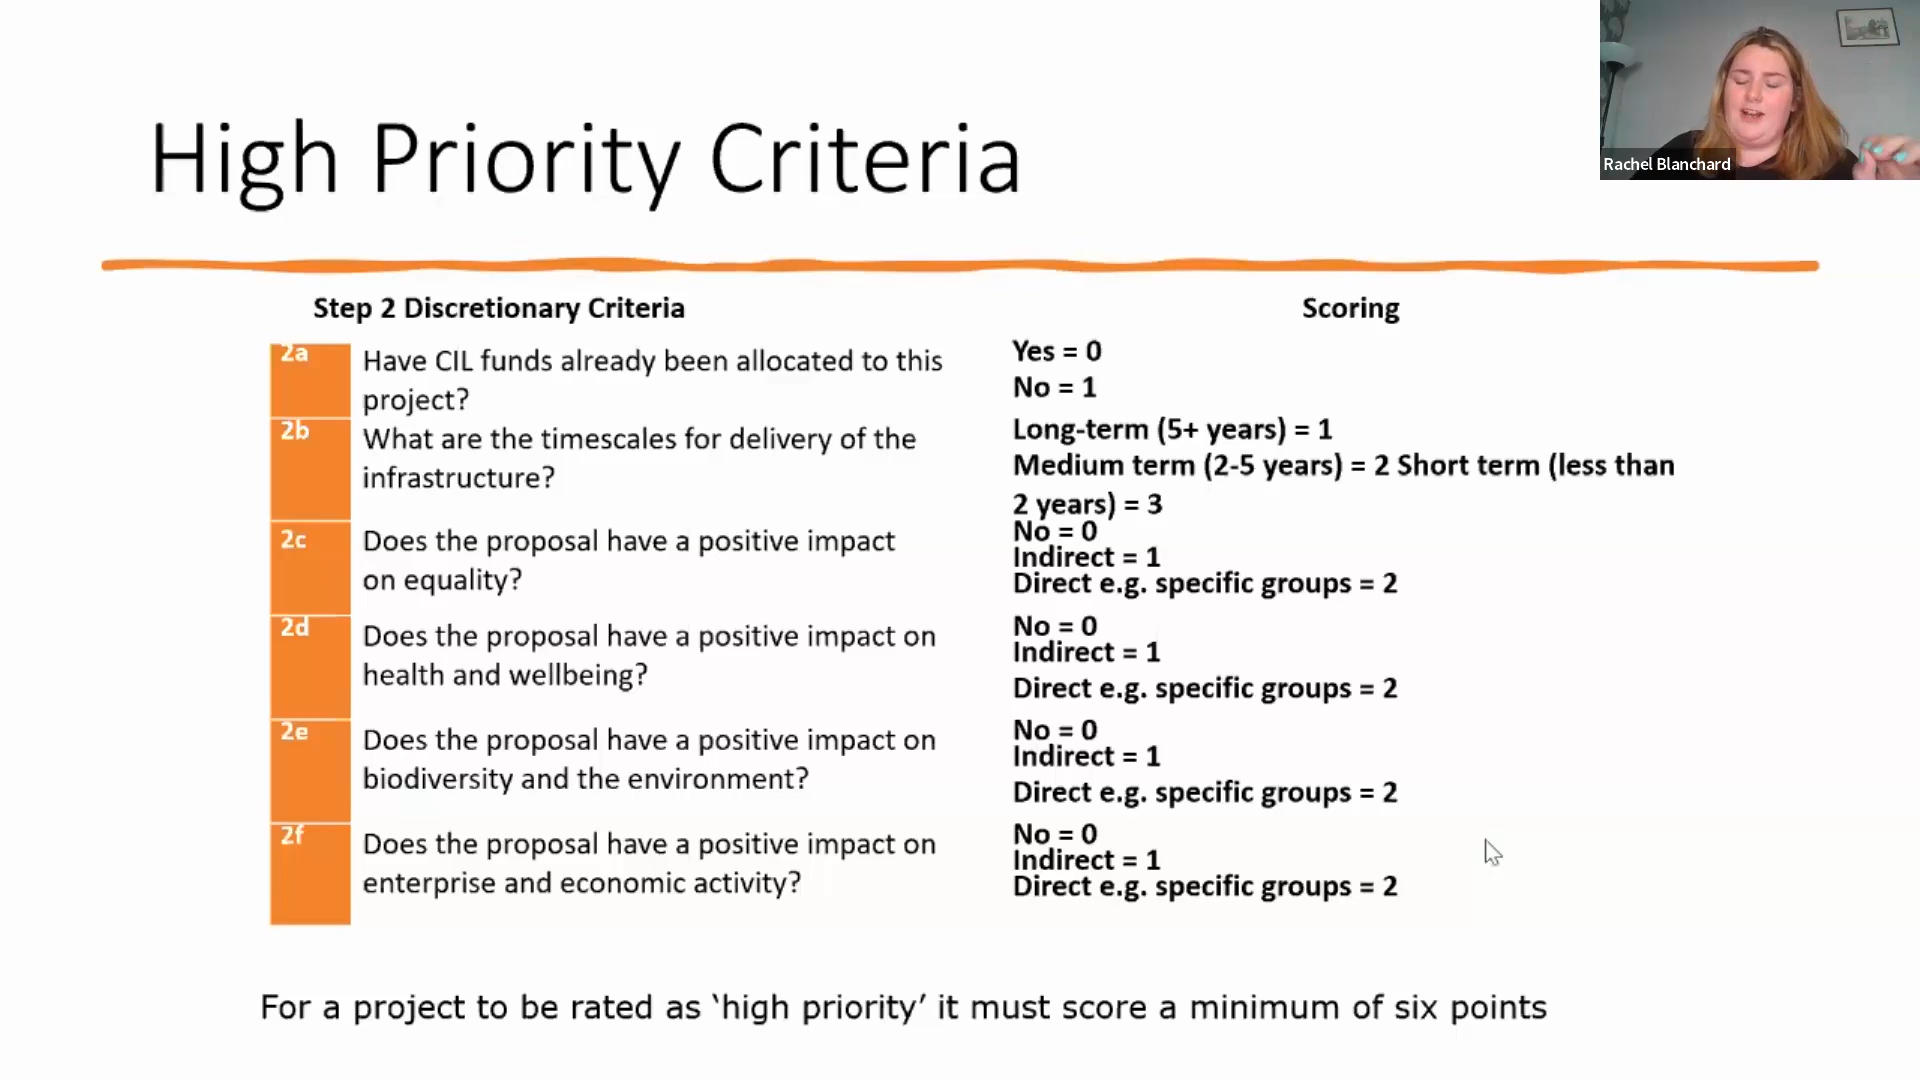 High Priority Criteria
Rachel Blanchard
Step 2 Discretionary Criteria
Scoring
2a
Have CIL funds already been allocated to this
project?
Yes = 0
No = 1
2b
What are the timescales for delivery of the
infrastructure?
Long-term (5+ years) = 1
Medium term (2-5 years) = 2 Short term (less than
2 years) = 3
2c
Does the proposal have a positive impact
on equality?
No = 0
Indirect = 1
Direct e.g. specific groups = 2
2d
Does the proposal have a positive impact on
health and wellbeing?
No = 0
Indirect = 1
Direct e.g. specific groups = 2
2e
Does the proposal have a positive impact on
biodiversity and the environment?
No = 0
Indirect = 1
Direct e.g. specific groups = 2
2f
Does the proposal have a positive impact on
enterprise and economic activity?
No = 0
Indirect = 1
Direct e.g. specific groups = 2
For a project to be rated as ‘high priority’ it must score a minimum of six points